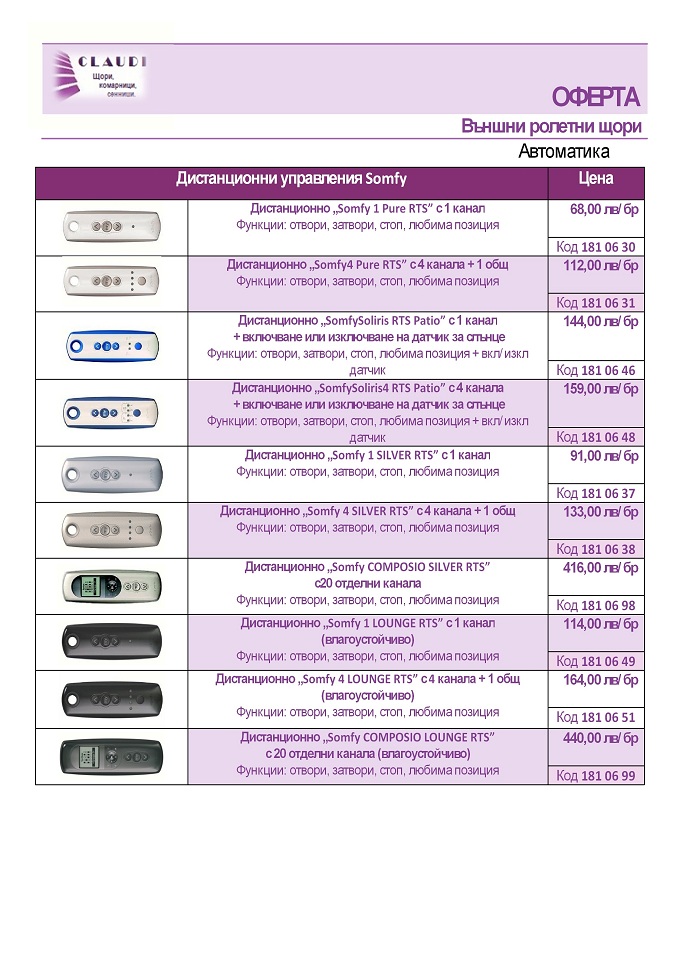 CLAUDI
Щори,
комарници,
сенници.
ОФЕРТА
Външни ролетни щори
Автоматика
Дистанционни управления Somfy
Цена
Дистанционно „Somfy 1 Pure RTS” с 1 канал
Функции: отвори, затвори, стоп, любима позиция
68,00 лв/ бр
Код 181 06 30
Дистанционно „Somfy4 Pure RTS” с 4 канала + 1 общ
Функции: отвори, затвори, стоп, любима позиция
112,00 лв/ бр
Код 181 06 31
Дистанционно „SomfySoliris RTS Patio” с 1 канал
+ включване или изключване на датчик за слънце
Функции: отвори, затвори, стоп, любима позиция + вкл/ изкл
датчик
144,00 лв/ бр
Код 181 06 46
Дистанционно „SomfySoliris4 RTS Patio” с 4 канала
+ включване или изключване на датчик за слънце
Функции: отвори, затвори, стоп, любима позиция + вкл/ изкл
датчик
159,00 лв/ бр
Код 181 06 48
Дистанционно „Somfy 1 SILVER RTS” с 1 канал
Функции: отвори, затвори, стоп, любима позиция
91,00 лв/ бр
Код 181 06 37
Дистанционно „Somfy 4 SILVER RTS” с 4 канала + 1 общ
Функции: отвори, затвори, стоп, любима позиция
133,00 лв/ бр
Код 181 06 38
Дистанционно „Somfy COMPOSIO SILVER RTS”
с20 отделни канала
Функции: отвори, затвори, стоп, любима позиция
416,00 лв/ бр
Код 181 06 98
Дистанционно „Somfy 1 LOUNGE RTS” с 1 канал
(влагоустойчиво)
Функции: отвори, затвори, стоп, любима позиция
114,00 лв/ бр
Код 181 06 49
Дистанционно „Somfy 4 LOUNGE RTS” с 4 канала + 1 общ
(влагоустойчиво)
Функции: отвори, затвори, стоп, любима позиция
164,00 лв/ бр
Код 181 06 51
Дистанционно „Somfy COMPOSIO LOUNGE RTS”
с 20 отделни канала (влагоустойчиво)
Функции: отвори, затвори, стоп, любима позиция
440,00 лв/ бр
Код 181 06 99